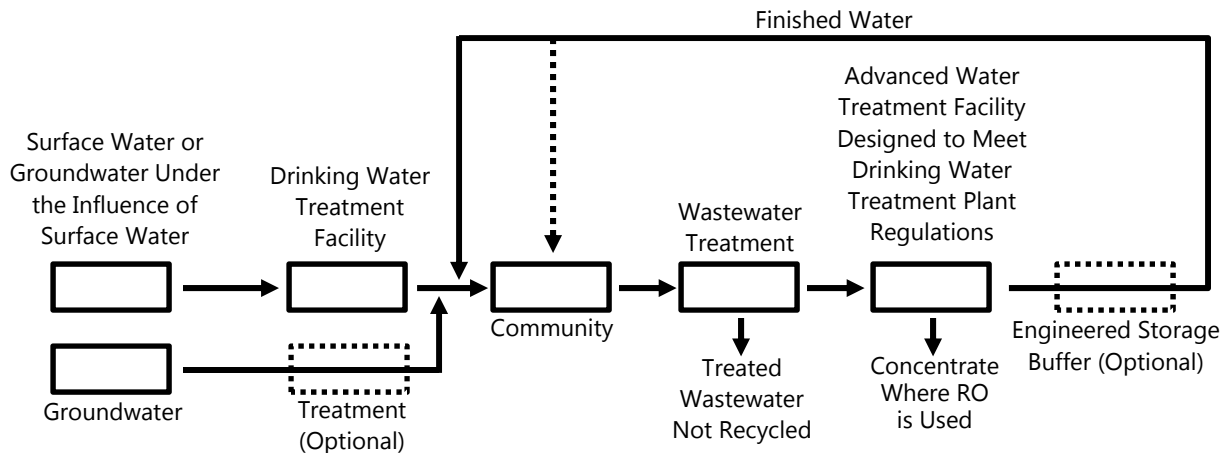 Finished Water
Surface Water or
Groundwater Under
the Influence of
Surface Water
Drinking Water
Treatment
Facility
Community
Wastewater
Treatment
Advanced Water
Treatment Facility
Designed to Meet
Drinking Water
Treatment Plant
Regulations
Engineered Storage
Buffer (Optional)
Groundwater
Treatment
(Optional)
Treated
Wastewater
Not Recycled
Concentrate
Where RO
is Used